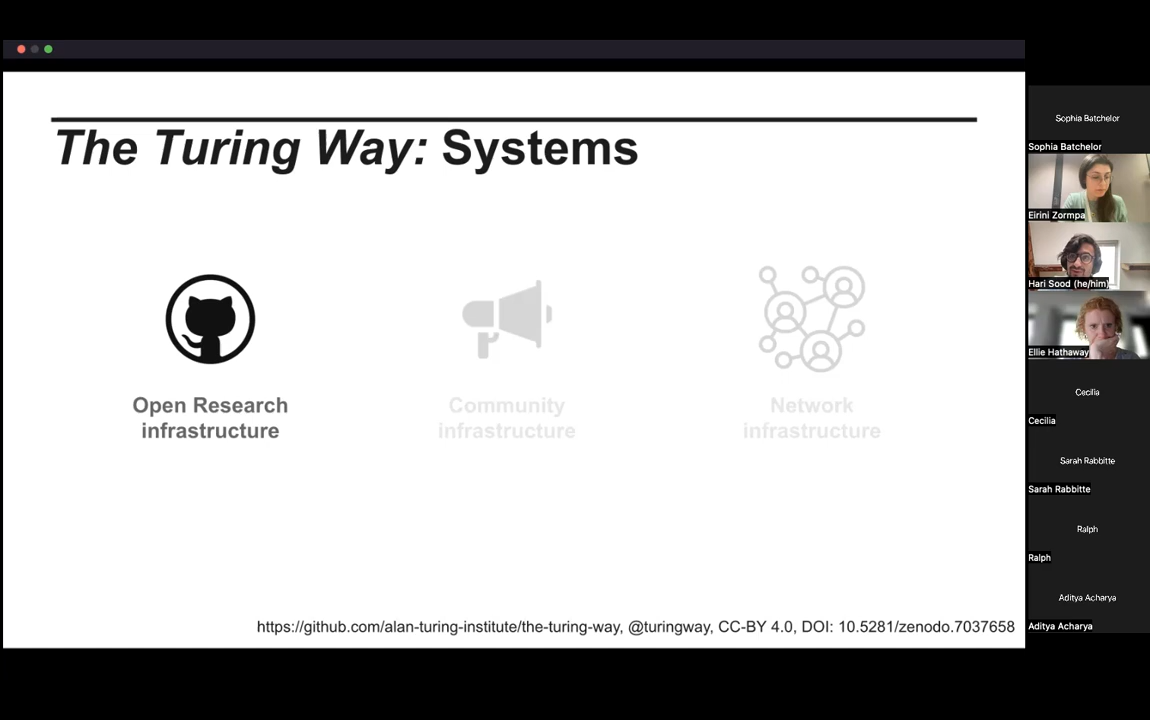 The Turing Way: Systems
Open Research
infrastructure
Community
infrastructure
Network
infrastructure
https://github.com/alan-turing-institute/the-turing-way, @turingway, CC-BY 4.0, DOI: 10.5281/zenodo.7037658
Sophia Batchelor
Sophia Batchelor
Eirini Zormpa
Hari Sood (he/him)
Ellie Hathaway
Cecilia
Cecilia
Sarah Rabbitte
Sarah Rabbitte
Ralph
Ralph
Aditya Acharya
Aditya Acharya